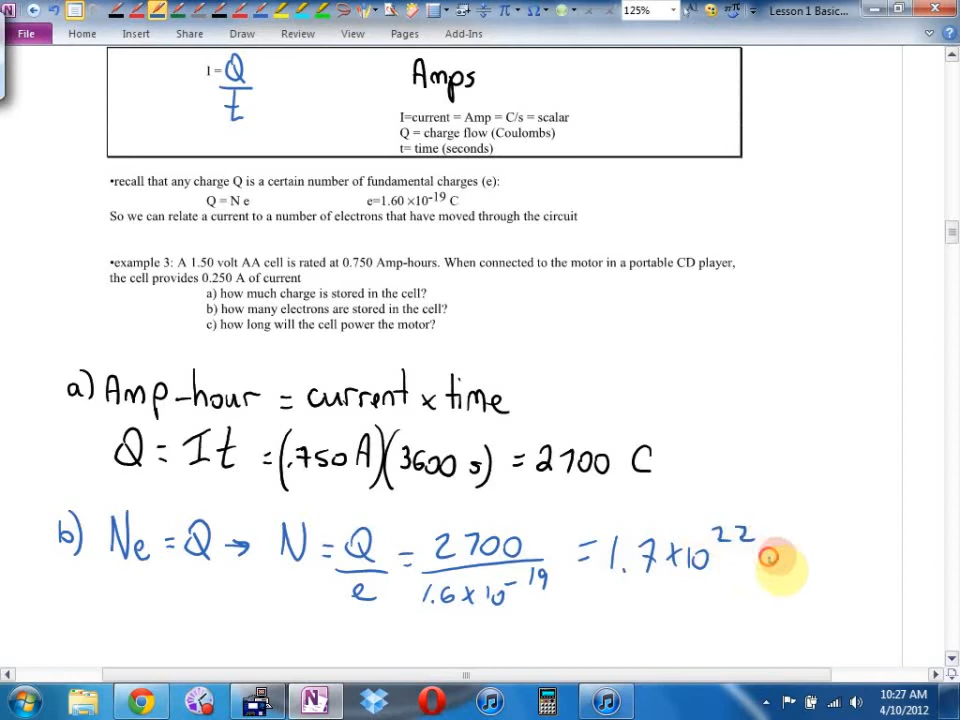 125% Lesson 1 Basic...
File Home Insert Share Draw Review View Pages Add-Ins
I = Q
t
Amps
I=current = Amp = C/s = scalar
Q = charge flow (Coulombs)
t= time (seconds)
•recall that any charge Q is a certain number of fundamental charges (e):
Q = N e e=1.60 ×10-19 C
So we can relate a current to a number of electrons that have moved through the circuit
•example 3: A 1.50 volt AA cell is rated at 0.750 Amp-hours. When connected to the motor in a portable CD player,
the cell provides 0.250 A of current
a) how much charge is stored in the cell?
b) how many electrons are stored in the cell?
c) how long will the cell power the motor?
a) Amp-hour = current x time
Q = It = (.750A)(3600 s) = 2700 C
b) Ne = Q → N = Q = 2700 = 1.7 x 10 22
e 1.6 x 10 -19
10:27 AM
4/10/2012